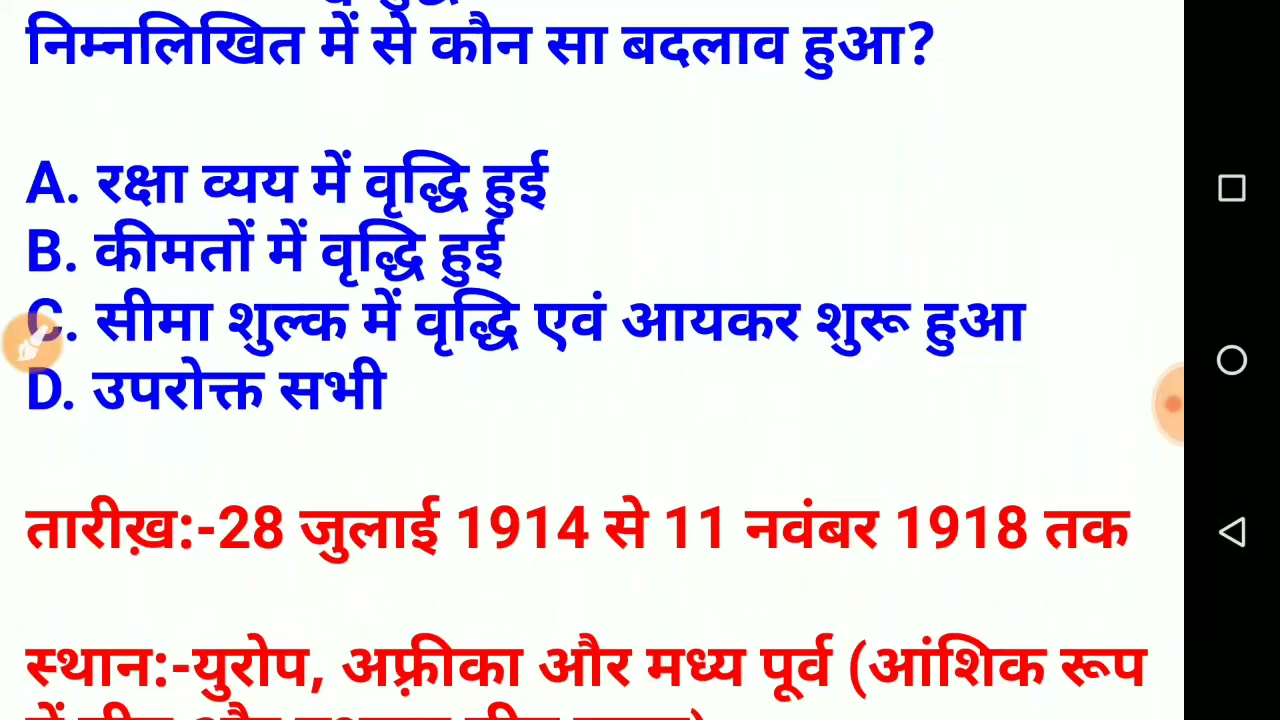 निम्नलिखित में से कौन सा बदलाव हुआ?
A. रक्षा व्यय में वृद्धि हुई
B. कीमतों में वृद्धि हुई
C. सीमा शुल्क में वृद्धि एवं आयकर शुरू हुआ
D. उपरोक्त सभी
तारीख़:-28 जुलाई 1914 से 11 नवंबर 1918 तक
स्थान:-युरोप, अफ़्रीका और मध्य पूर्व (आंशिक रूप